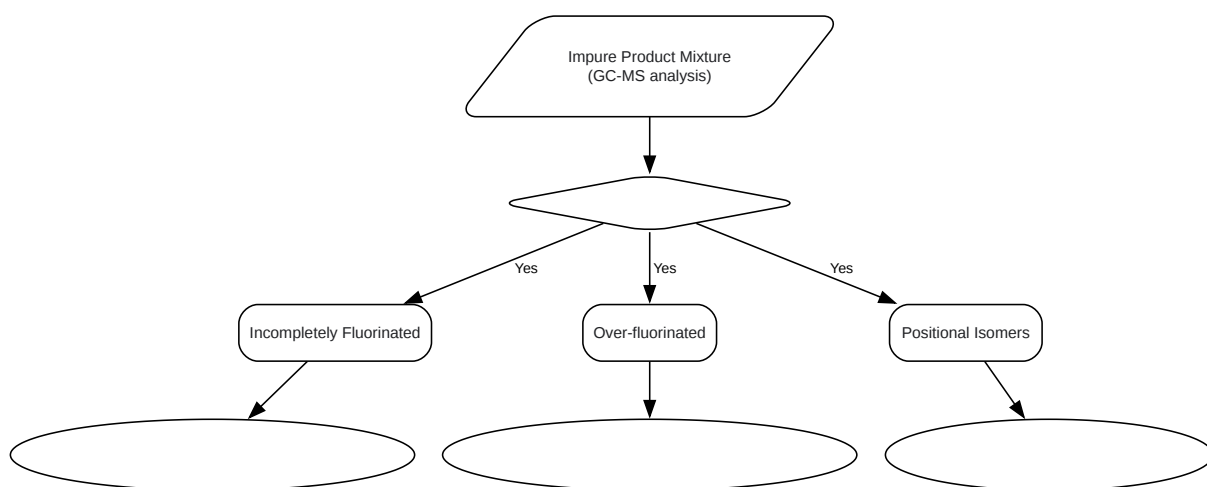 Impure Product Mixture
(GC-MS analysis)
Yes
Yes
Yes
Incompletely Fluorinated
Over-fluorinated
Positional Isomers